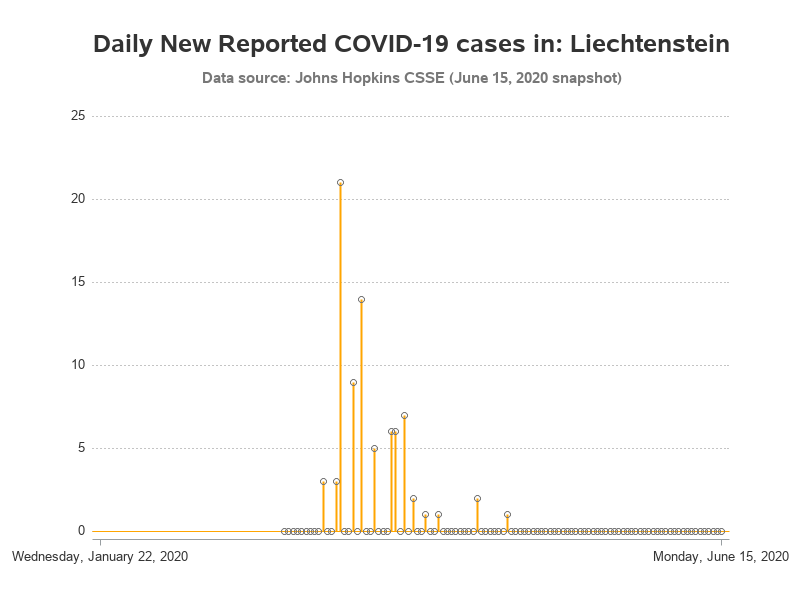 Daily New Reported COVID-19 cases in: Liechtenstein
Data source: Johns Hopkins CSSE (June 15, 2020 snapshot)
25
20
15
10
5
0
Wednesday, January 22, 2020
Monday, June 15, 2020